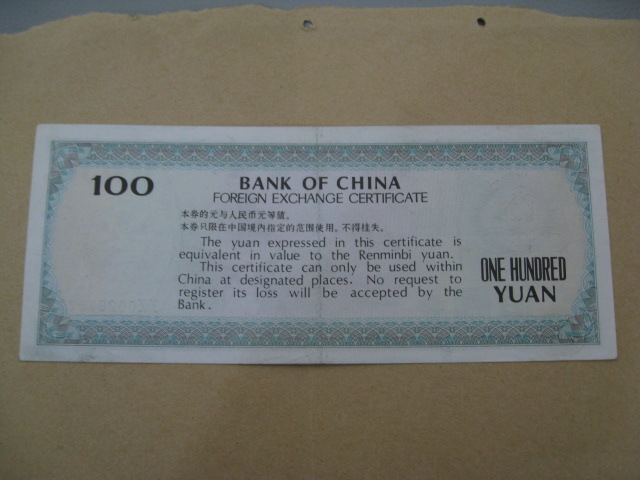 100
BANK OF CHINA
FOREIGN EXCHANGE CERTIFICATE
本券的元与人民币元等值。
本券只限在中国境内指定的范围使用，不得挂失。
The yuan expressed in this certificate is
equivalent in value to the Renminbi yuan.
This certificate can only be used within
China at designated places. No request to
register its loss will be accepted by the
Bank.
ONE HUNDRED
YUAN